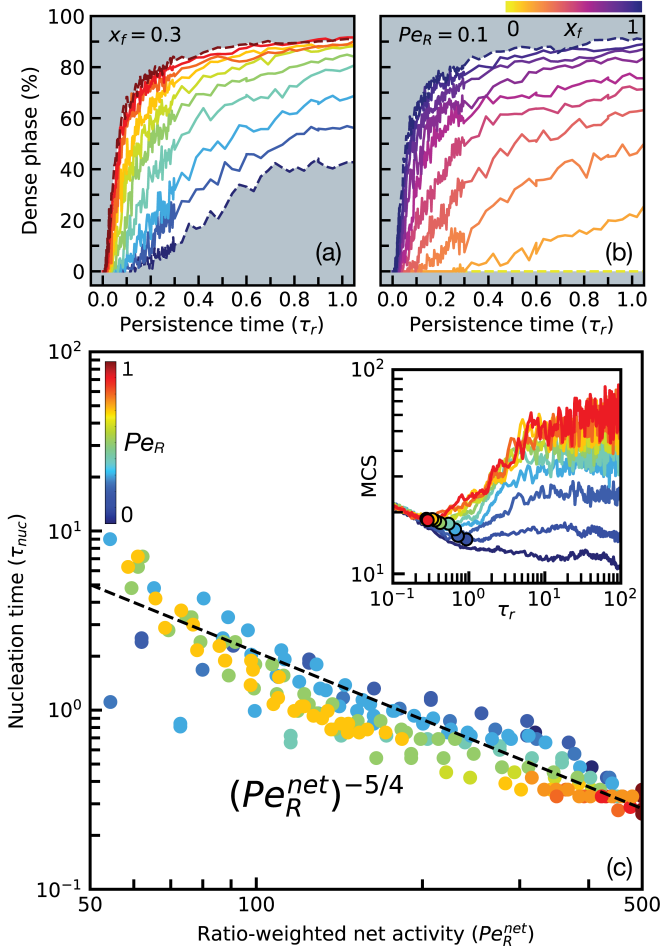 x_f = 0.3
100
80
60
40
20
0
Dense phase (%)
(a)
0.0 0.2 0.4 0.6 0.8 1.0
Persistence time (τ_r)
0 x_f 1
Pe_R = 0.1
(b)
0.0 0.2 0.4 0.6 0.8 1.0
Persistence time (τ_r)
10^2
10^1
10^0
10^−1
Nucleation time (τ_nuc)
1
Pe_R
0
10^2
10^1
MCS
10^−1 10^0 10^1 10^2
τ_r
(Pe_R^net)^−5/4
(c)
50 100 500
Ratio-weighted net activity (Pe_R^net)